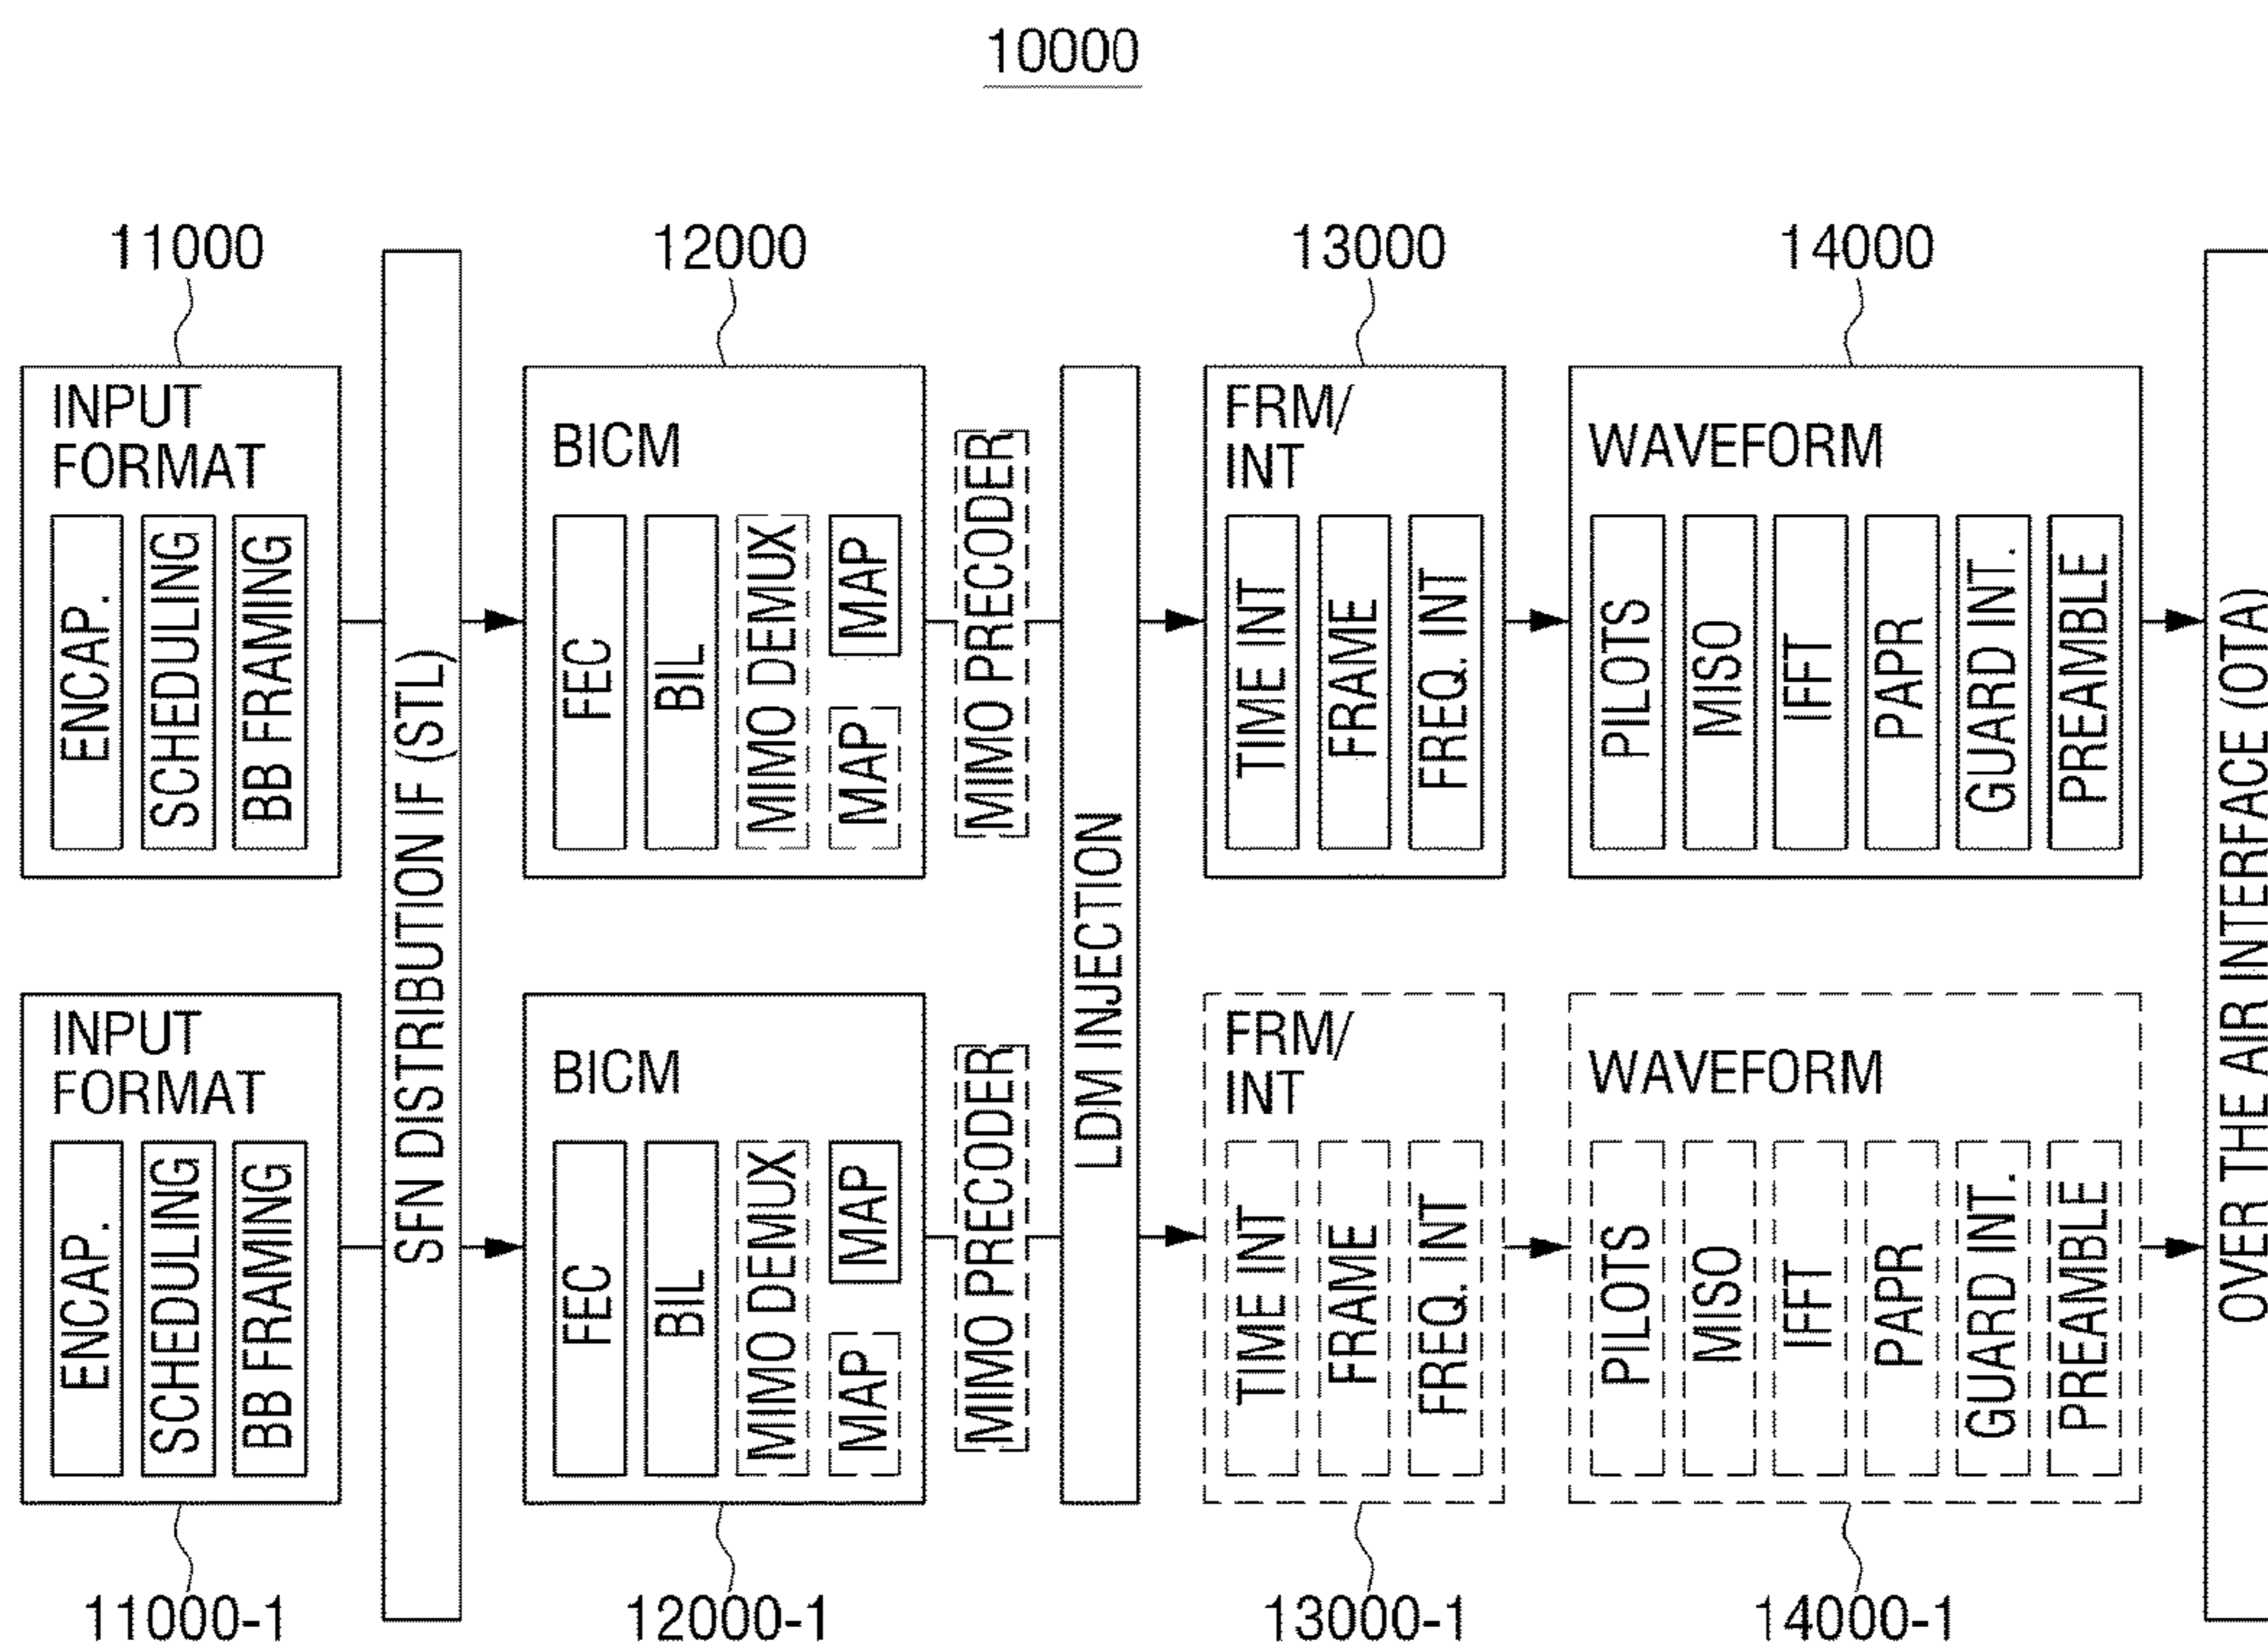 10000
11000
12000
13000
14000
INPUT
FORMAT
ENCAP.
SCHEDULING
BB FRAMING
SFN DISTRIBUTION IF (STL)
BICM
FEC
BIL
MIMO DEMUX
MAP
MAP
MIMO PRECODER
LDM INJECTION
FRM/
INT
TIME INT
FRAME
FREQ. INT
WAVEFORM
PILOTS
MISO
IFFT
PAPR
GUARD INT.
PREAMBLE
OVER THE AIR INTERFACE (OTA)
INPUT
FORMAT
ENCAP.
SCHEDULING
BB FRAMING
BICM
FEC
BIL
MIMO DEMUX
MAP
MAP
MIMO PRECODER
FRM/
INT
TIME INT
FRAME
FREQ. INT
WAVEFORM
PILOTS
MISO
IFFT
PAPR
GUARD INT.
PREAMBLE
11000-1
12000-1
13000-1
14000-1